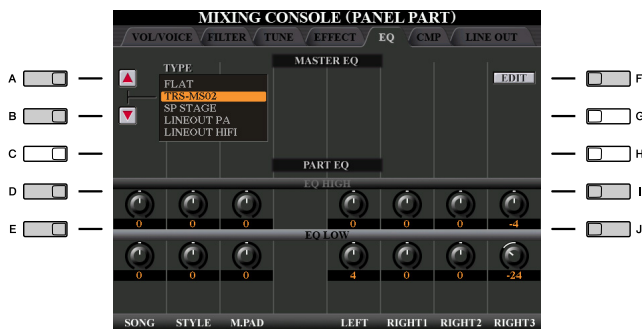 MIXING CONSOLE (PANEL PART)
VOL/VOICE FILTER TUNE EFFECT EQ CMP LINE OUT
MASTER EQ
TYPE
A F
FLAT EDIT
TRS-MS02
SP STAGE
B G
LINEOUT PA
LINEOUT HIFI
C H
PART EQ
EQ HIGH
D I
0 0 0 0 0 0 -4
E J
EQ LOW
0 0 0 4 0 0 -24
SONG STYLE M.PAD LEFT RIGHT1 RIGHT2 RIGHT3